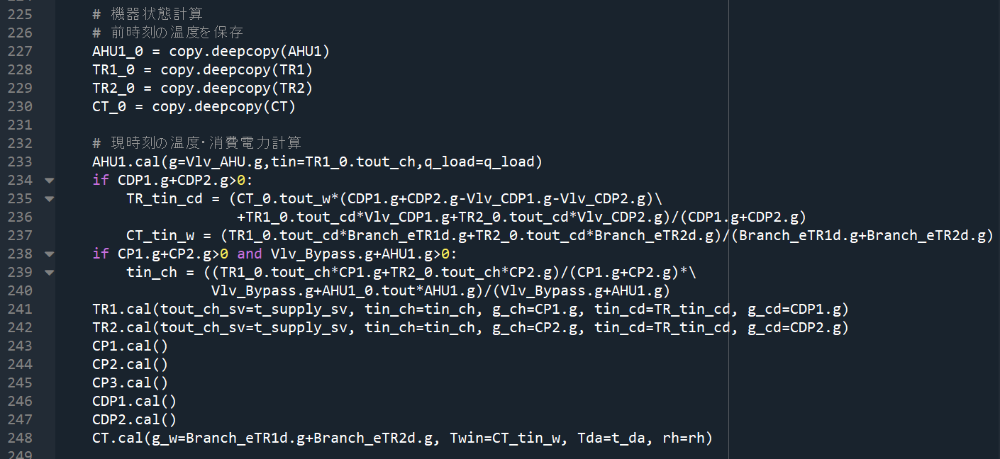 225 # 機器状態計算
226 # 前時刻の温度を保存
227 AHU1_0 = copy.deepcopy(AHU1)
228 TR1_0 = copy.deepcopy(TR1)
229 TR2_0 = copy.deepcopy(TR2)
230 CT_0 = copy.deepcopy(CT)
231
232 # 現時刻の温度・消費電力計算
233 AHU1.cal(g=Vlv_AHU.g,tin=TR1_0.tout_ch,q_load=q_load)
234 if CDP1.g+CDP2.g>0:
235 TR_tin_cd = (CT_0.tout_w*(CDP1.g+CDP2.g-Vlv_CDP1.g-Vlv_CDP2.g)\
236 +TR1_0.tout_cd*Vlv_CDP1.g+TR2_0.tout_cd*Vlv_CDP2.g)/(CDP1.g+CDP2.g)
237 CT_tin_w = (TR1_0.tout_cd*Branch_eTR1d.g+TR2_0.tout_cd*Branch_eTR2d.g)/(Branch_eTR1d.g+Branch_eTR2d.g)
238 if CP1.g+CP2.g>0 and Vlv_Bypass.g+AHU1.g>0:
239 tin_ch = ((TR1_0.tout_ch*CP1.g+TR2_0.tout_ch*CP2.g)/(CP1.g+CP2.g)*\
240 Vlv_Bypass.g+AHU1_0.tout*AHU1.g)/(Vlv_Bypass.g+AHU1.g)
241 TR1.cal(tout_ch_sv=t_supply_sv, tin_ch=tin_ch, g_ch=CP1.g, tin_cd=TR_tin_cd, g_cd=CDP1.g)
242 TR2.cal(tout_ch_sv=t_supply_sv, tin_ch=tin_ch, g_ch=CP2.g, tin_cd=TR_tin_cd, g_cd=CDP2.g)
243 CP1.cal()
244 CP2.cal()
245 CP3.cal()
246 CDP1.cal()
247 CDP2.cal()
248 CT.cal(g_w=Branch_eTR1d.g+Branch_eTR2d.g, Twin=CT_tin_w, Tda=t_da, rh=rh)
249